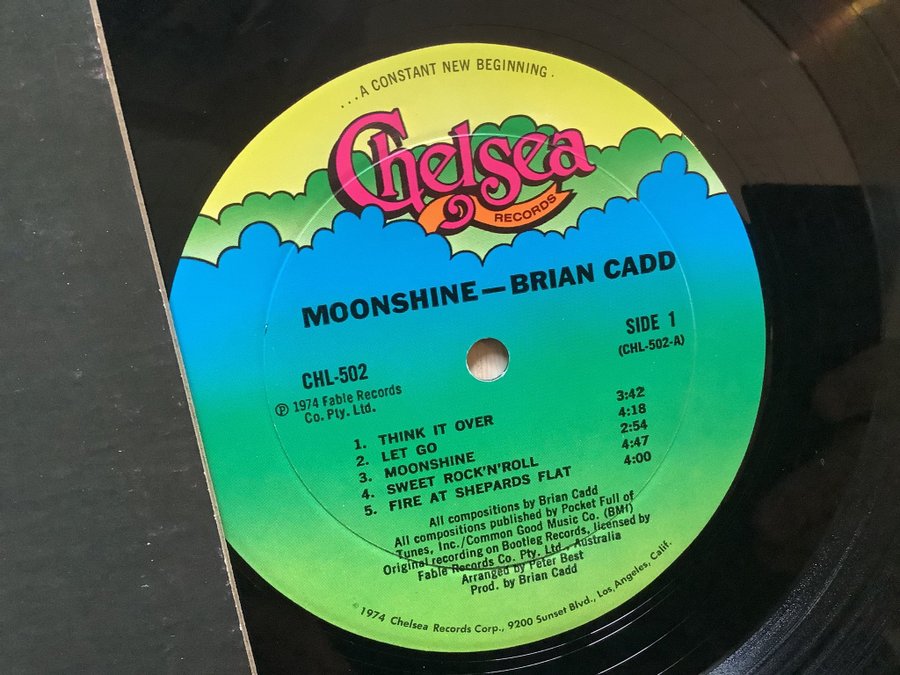 ...A CONSTANT NEW BEGINNING.
Chelsea
RECORDS
MOONSHINE—BRIAN CADD
SIDE 1
(CHL-502-A)
CHL-502
Ⓟ 1974 Fable Records
Co. Pty. Ltd.
1. THINK IT OVER 3:42
2. LET GO 4:18
3. MOONSHINE 2:54
4. SWEET ROCK'N'ROLL 4:47
5. FIRE AT SHEPARDS FLAT 4:00
All compositions by Brian Cadd
All compositions published by Pocket Full of
Tunes, Inc./Common Good Music Co. (BMI)
Original recording on Bootleg Records, licensed by
Fable Records Co. Pty. Ltd., Australia
Arranged by Peter Best
Prod. by Brian Cadd
©1974 Chelsea Records Corp., 9200 Sunset Blvd., Los Angeles, Calif.